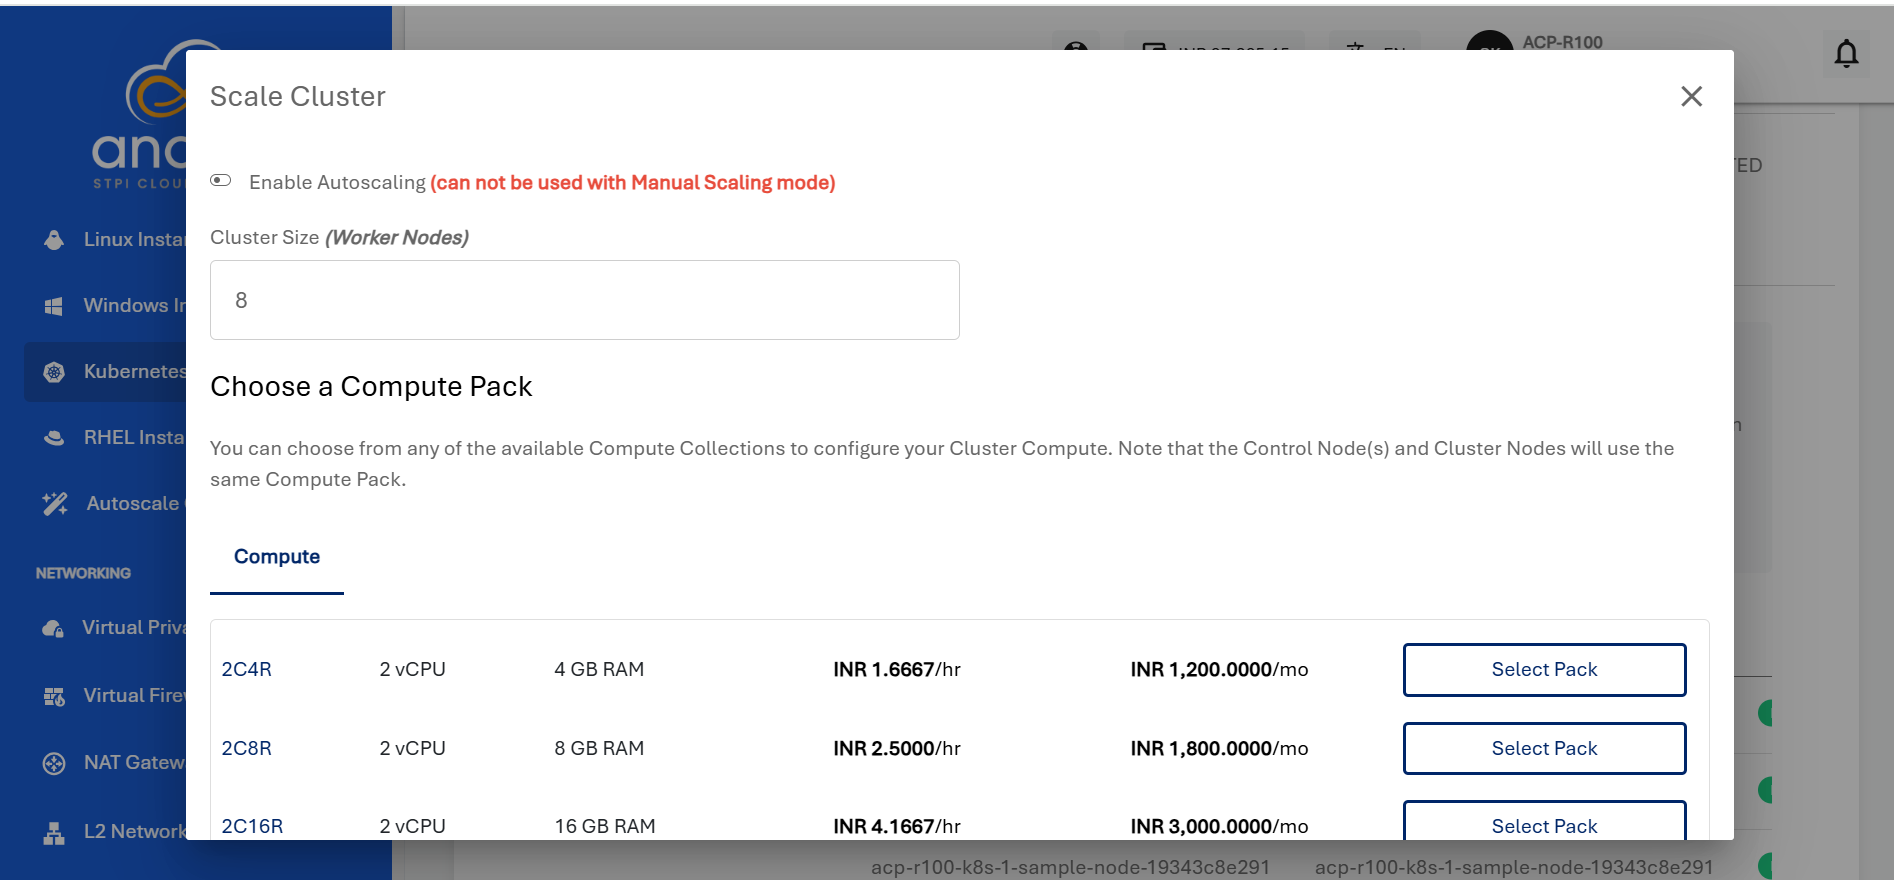 ACP-R100
Scale Cluster
TED
STPI CLOU
Enable Autoscaling (can not be used with Manual Scaling mode)
Linux Insta
Cluster Size (Worker Nodes)
Windows In
8
Kubernetes
Choose a Compute Pack
RHEL Insta
You can choose from any of the available Compute Collections to configure your Cluster Compute. Note that the Control Node(s) and Cluster Nodes will use the
same Compute Pack.
Autoscale
Compute
NETWORKING
Virtual Priva
2C4R 2 vCPU 4 GB RAM INR 1.6667/hr INR 1,200.0000/mo Select Pack
Virtual Firew
2C8R 2 vCPU 8 GB RAM INR 2.5000/hr INR 1,800.0000/mo Select Pack
NAT Gatew
2C16R 2 vCPU 16 GB RAM INR 4.1667/hr INR 3,000.0000/mo Select Pack
L2 Network
acp-r100-k8s-1-sample-node-19343c8e291 acp-r100-k8s-1-sample-node-19343c8e291